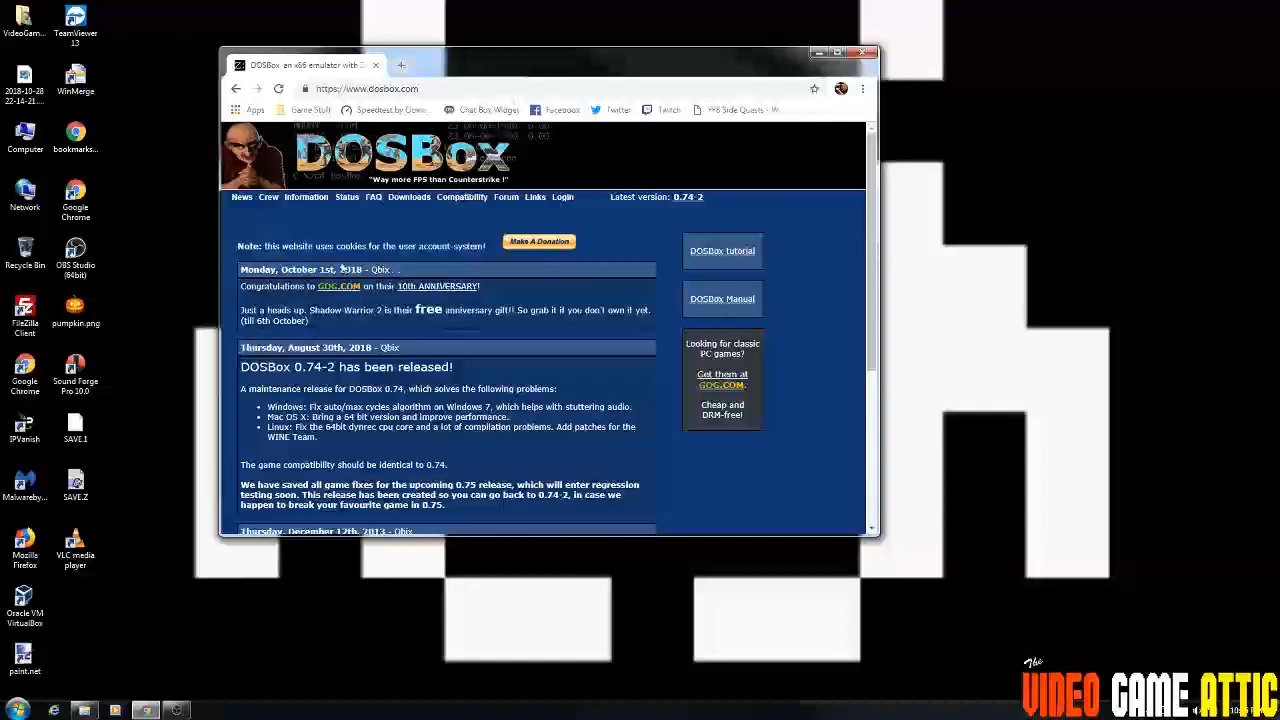 VideoGam...
TeamViewer
13
2018-10-28
22-14-21....
WinMerge
Computer
bookmarks...
Network
Google
Chrome
Recycle Bin
OBS Studio
(64bit)
FileZilla
Client
pumpkin.png
Google
Chrome
Sound Forge
Pro 10.0
IPVanish
SAVE.1
Malwareby...
SAVE.Z
Mozilla
Firefox
VLC media
player
Oracle VM
VirtualBox
paint.net
DOSBox, an x86 emulator with
https://www.dosbox.com
Apps Game Stuff Speedtest by Chat Box Widget Facebook Twitter Twitch FF8 Side Quests - W
DOSBox
"Way more FPS than Counterstrike !"
News Crew Information Status FAQ Downloads Compatibility Forum Links Login Latest version: 0.74-2
Note: this website uses cookies for the user account-system! Make A Donation
Monday, October 1st, 2018 - Qbix
Congratulations to GOG.COM on their 10th ANNIVERSARY!
Just a heads up. Shadow Warrior 2 is their free anniversary gift!! So grab it if you don't own it yet.
(till 6th October)
Thursday, August 30th, 2018 - Qbix
DOSBox 0.74-2 has been released!
A maintenance release for DOSBox 0.74, which solves the following problems:
• Windows: Fix auto/max cycles algorithm on Windows 7, which helps with stuttering audio.
• Mac OS X: Bring a 64 bit version and improve performance.
• Linux: Fix the 64bit dynrec cpu core and a lot of compilation problems. Add patches for the
WINE Team.
The game compatibility should be identical to 0.74.
We have saved all game fixes for the upcoming 0.75 release, which will enter regression
testing soon. This release has been created so you can go back to 0.74-2, in case we
happen to break your favourite game in 0.75.
Thursday, December 12th, 2013 - Qbix
DOSBox tutorial
DOSBox Manual
Looking for classic
PC games?
Get them at
GOG.COM.
Cheap and
DRM-free!
The
VIDEO GAME ATTIC